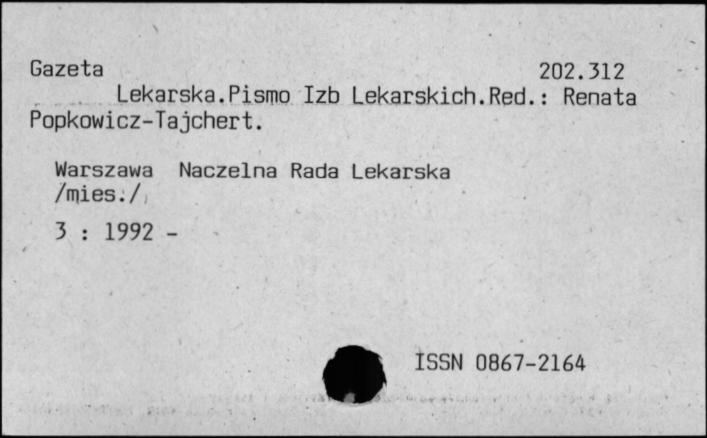 Gazeta 202.312
Lekarska.Pismo Izb Lekarskich.Red.: Renata
Popkowicz-Tajchert.
Warszawa Naczelna Rada Lekarska
/mies./
3 : 1992 -
ISSN 0867-2164